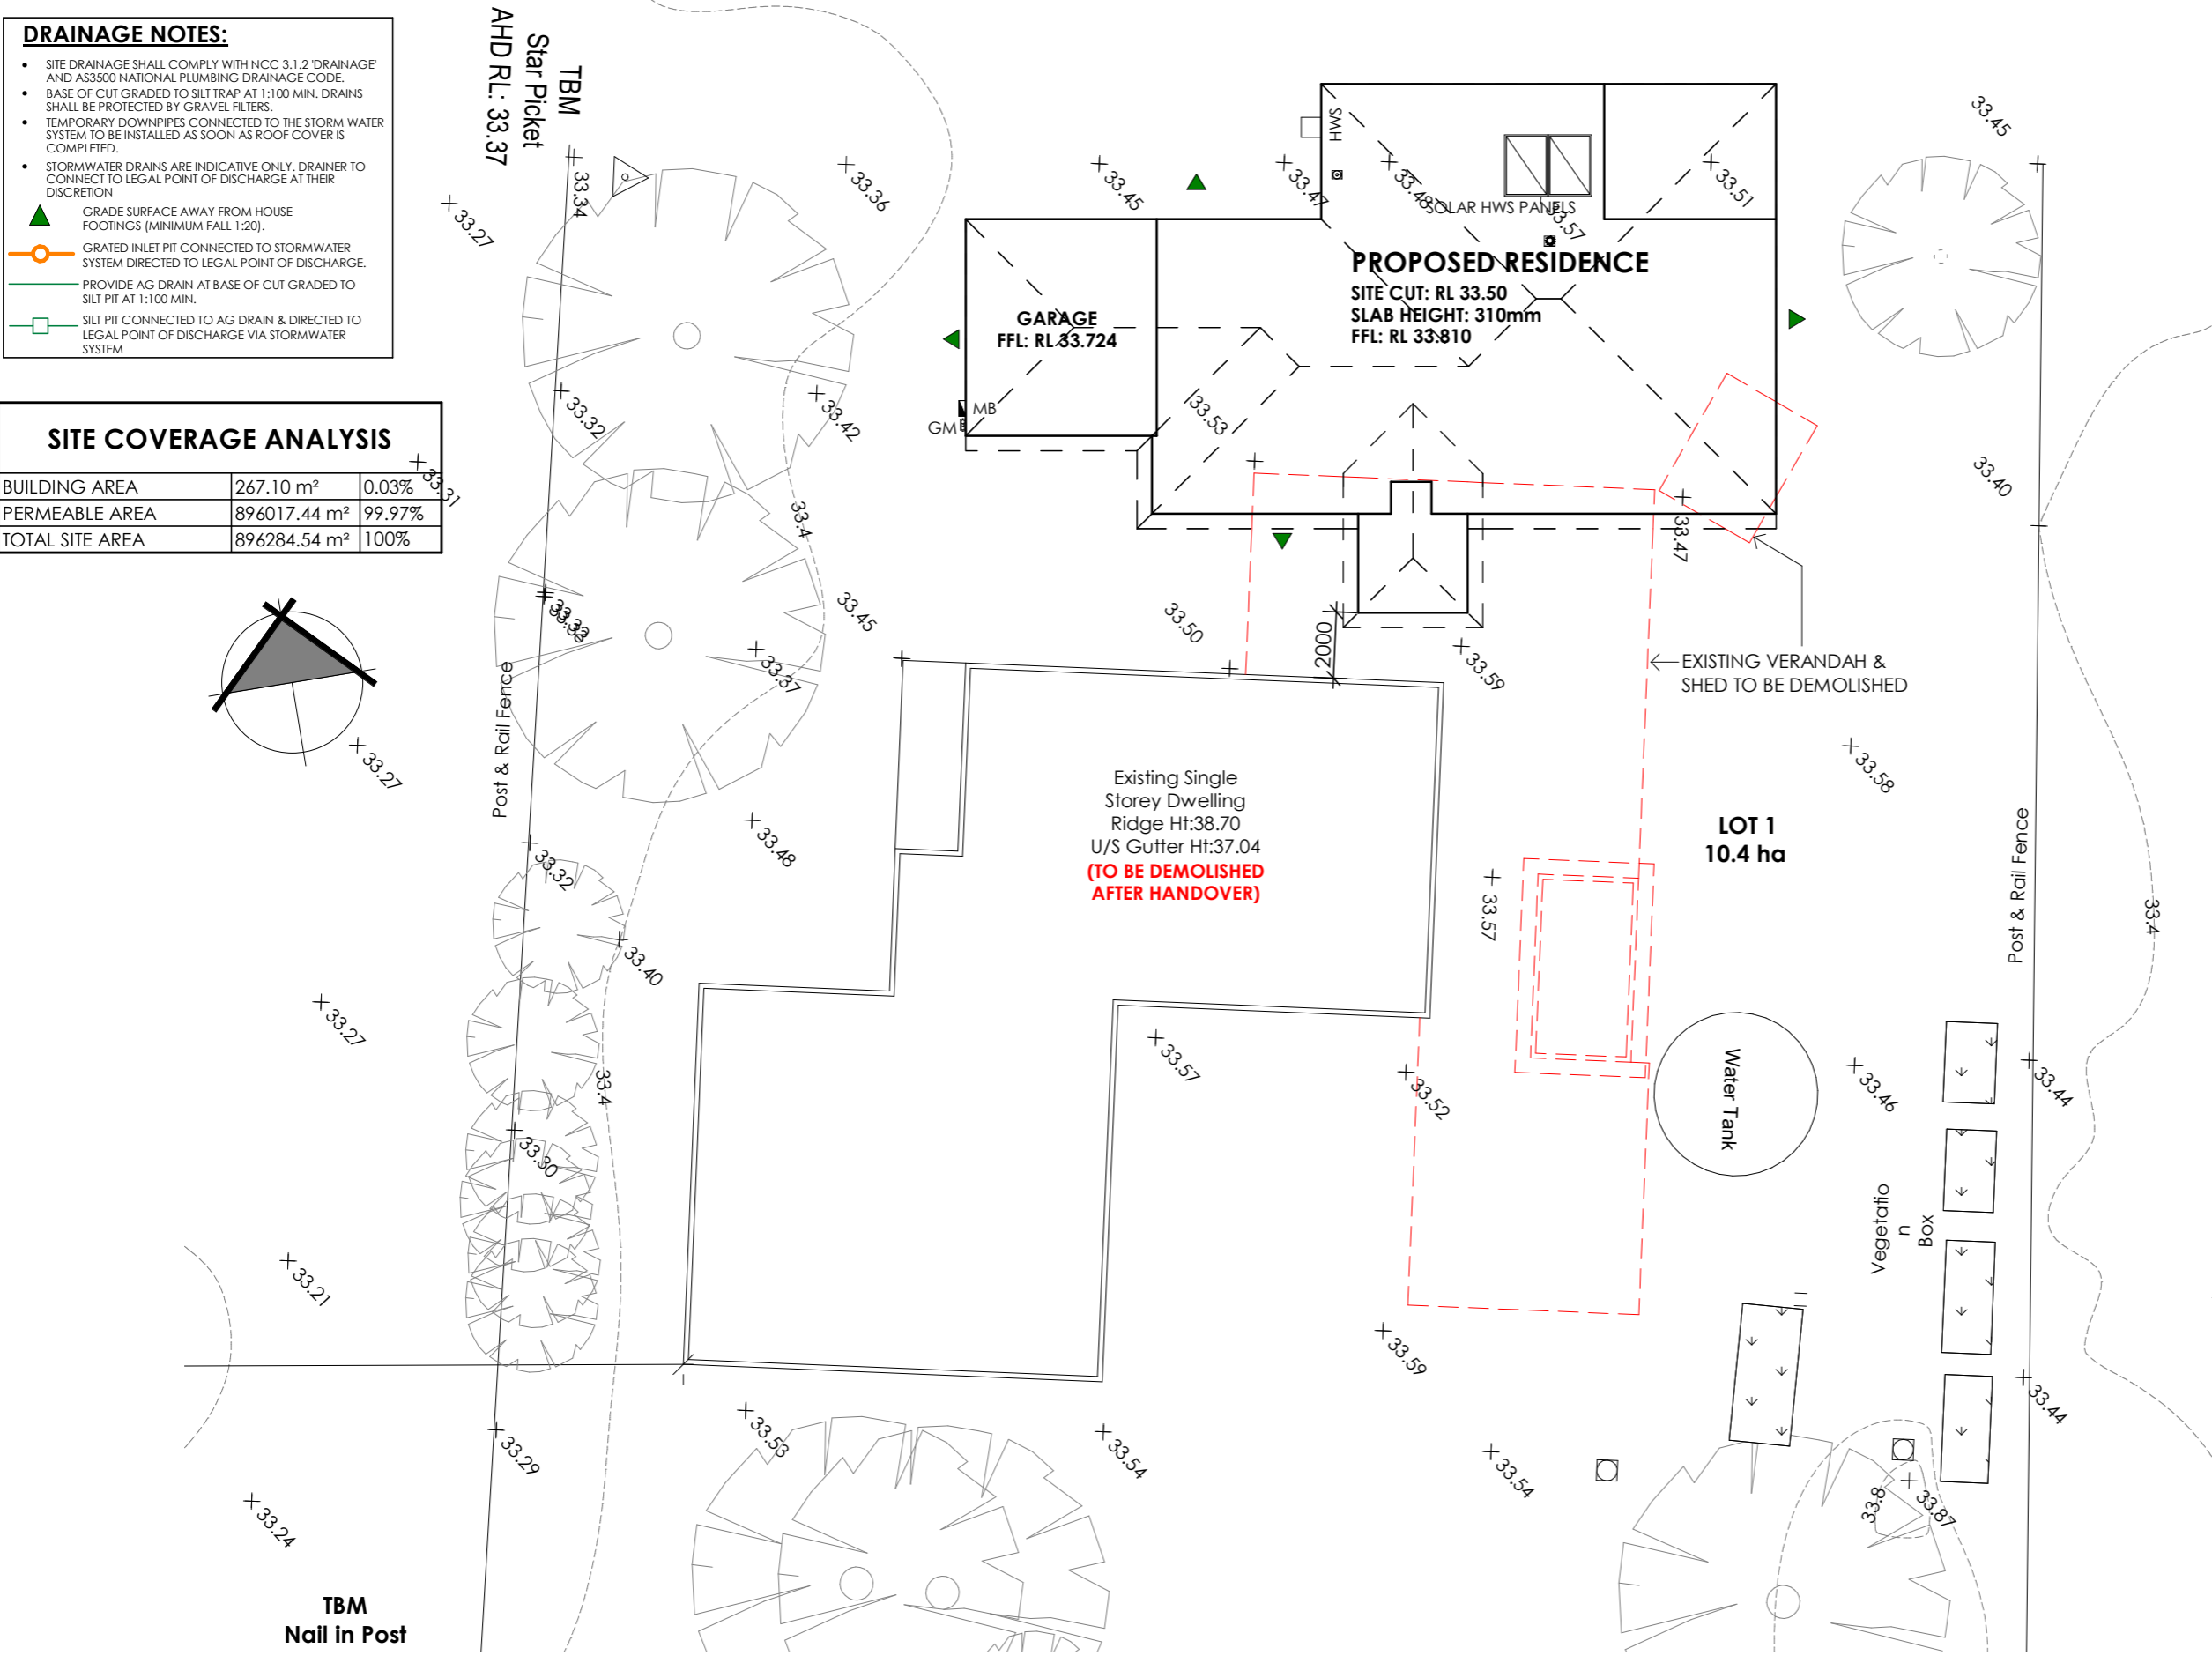 DRAINAGE NOTES:
• SITE DRAINAGE SHALL COMPLY WITH NCC 3.1.2 'DRAINAGE'
AND AS3500 NATIONAL PLUMBING DRAINAGE CODE.
• BASE OF CUT GRADED TO SILT TRAP AT 1:100 MIN. DRAINS
SHALL BE PROTECTED BY GRAVEL FILTERS.
• TEMPORARY DOWNPIPES CONNECTED TO THE STORM WATER
SYSTEM TO BE INSTALLED AS SOON AS ROOF COVER IS
COMPLETED.
• STORMWATER DRAINS ARE INDICATIVE ONLY. DRAINER TO
CONNECT TO LEGAL POINT OF DISCHARGE AT THEIR
DISCRETION
GRADE SURFACE AWAY FROM HOUSE
FOOTINGS (MINIMUM FALL 1:20).
GRATED INLET PIT CONNECTED TO STORMWATER
SYSTEM DIRECTED TO LEGAL POINT OF DISCHARGE.
PROVIDE AG DRAIN AT BASE OF CUT GRADED TO
SILT PIT AT 1:100 MIN.
SILT PIT CONNECTED TO AG DRAIN & DIRECTED TO
LEGAL POINT OF DISCHARGE VIA STORMWATER
SYSTEM
SITE COVERAGE ANALYSIS
BUILDING AREA 267.10 m² 0.03%
PERMEABLE AREA 896017.44 m² 99.97%
TOTAL SITE AREA 896284.54 m² 100%
33.31
TBM
Star Picket
AHD RL: 33.37
33.34
33.27
33.36
33.45
33.47
33.48
33.51
33.45
HWS
SOLAR HWS PANELS
33.57
PROPOSED RESIDENCE
SITE CUT: RL 33.50
SLAB HEIGHT: 310mm
FFL: RL 33.810
GARAGE
FFL: RL 33.724
MB
GM
33.32
33.42
33.53
33.40
33.4
33.47
33.33
33.45
33.50
2000
33.59
33.37
EXISTING VERANDAH &
SHED TO BE DEMOLISHED
Post & Rail Fence
33.27
33.58
Existing Single
Storey Dwelling
Ridge Ht:38.70
U/S Gutter Ht:37.04
(TO BE DEMOLISHED
AFTER HANDOVER)
LOT 1
10.4 ha
33.48
33.32
33.57
Post & Rail Fence
33.4
33.40
33.27
33.57
33.52
Water Tank
33.46
33.44
33.4
33.30
Vegetatio
n
Box
33.21
33.59
33.44
33.53
33.54
33.54
33.29
33.8
33.87
33.24
TBM
Nail in Post